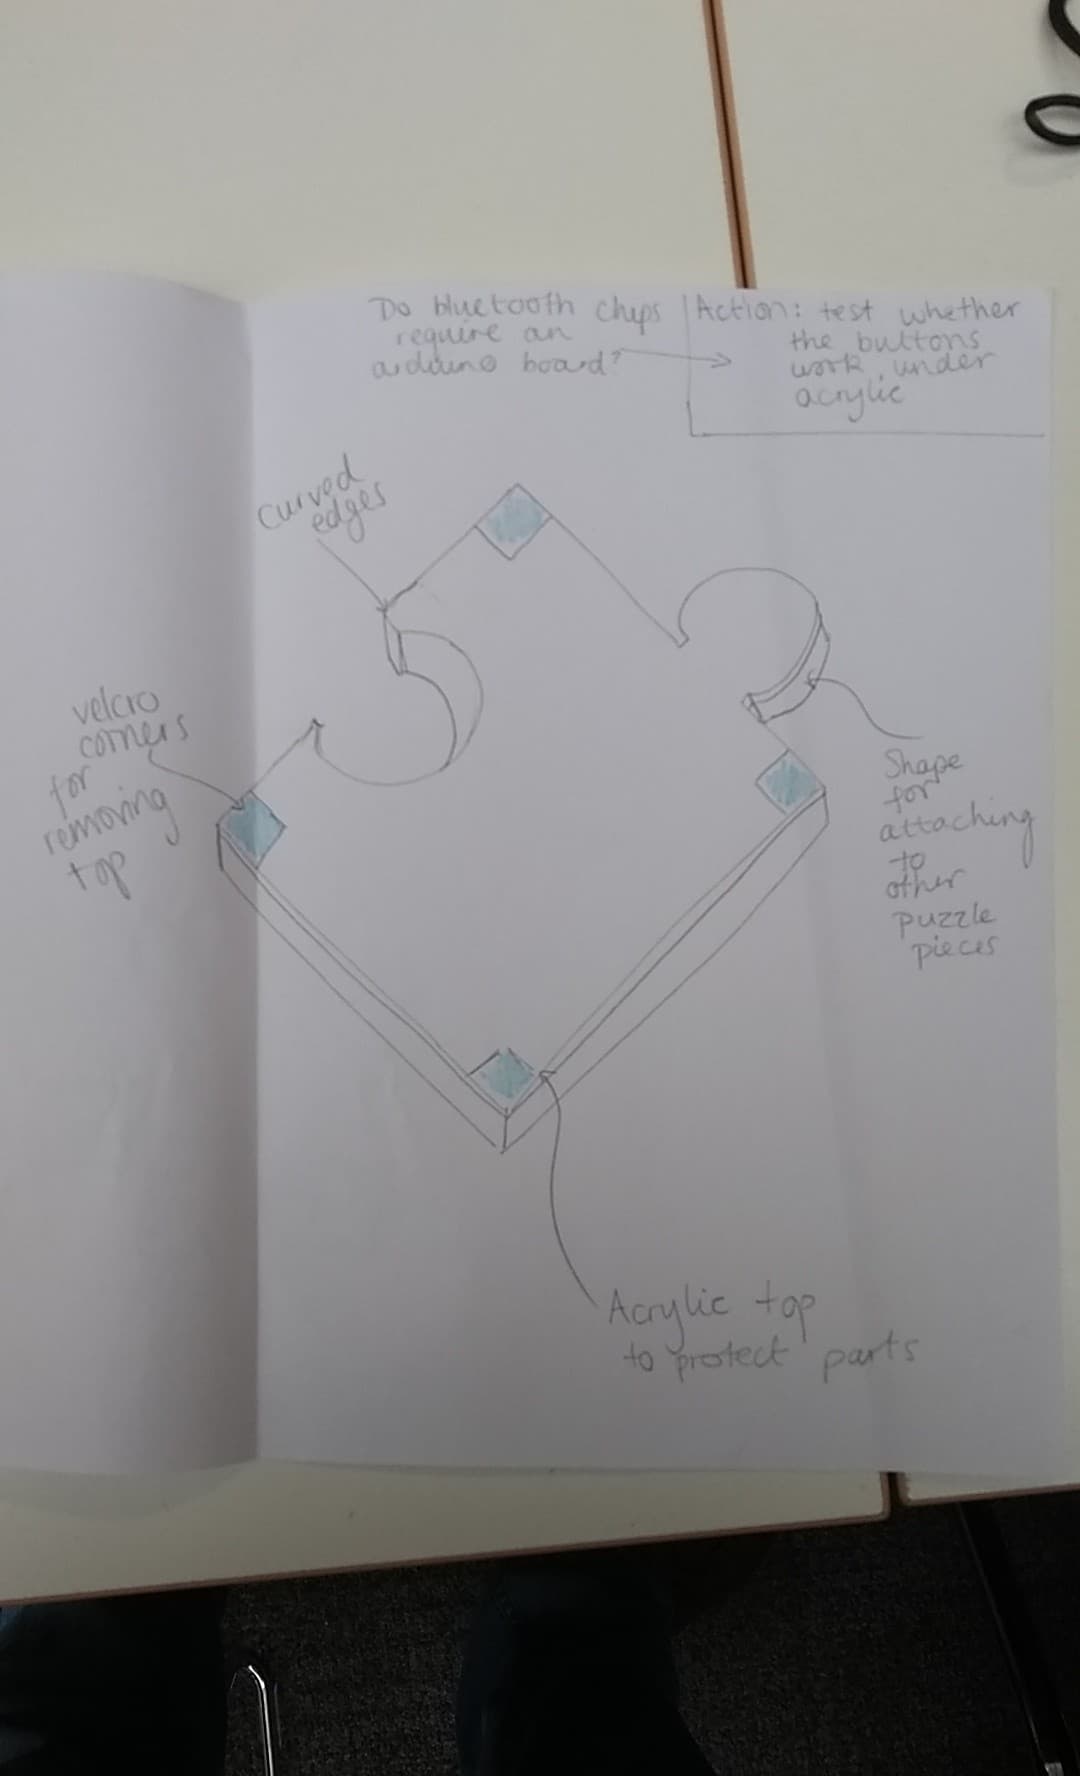 Do bluetooth chips
require an
arduino board?
Action: test whether
the buttons
work under
acrylic
curved
edges
velcro
corners
for
removing
top
Shape
for
attaching
to
other
puzzle
pieces
Acrylic top
to protect parts